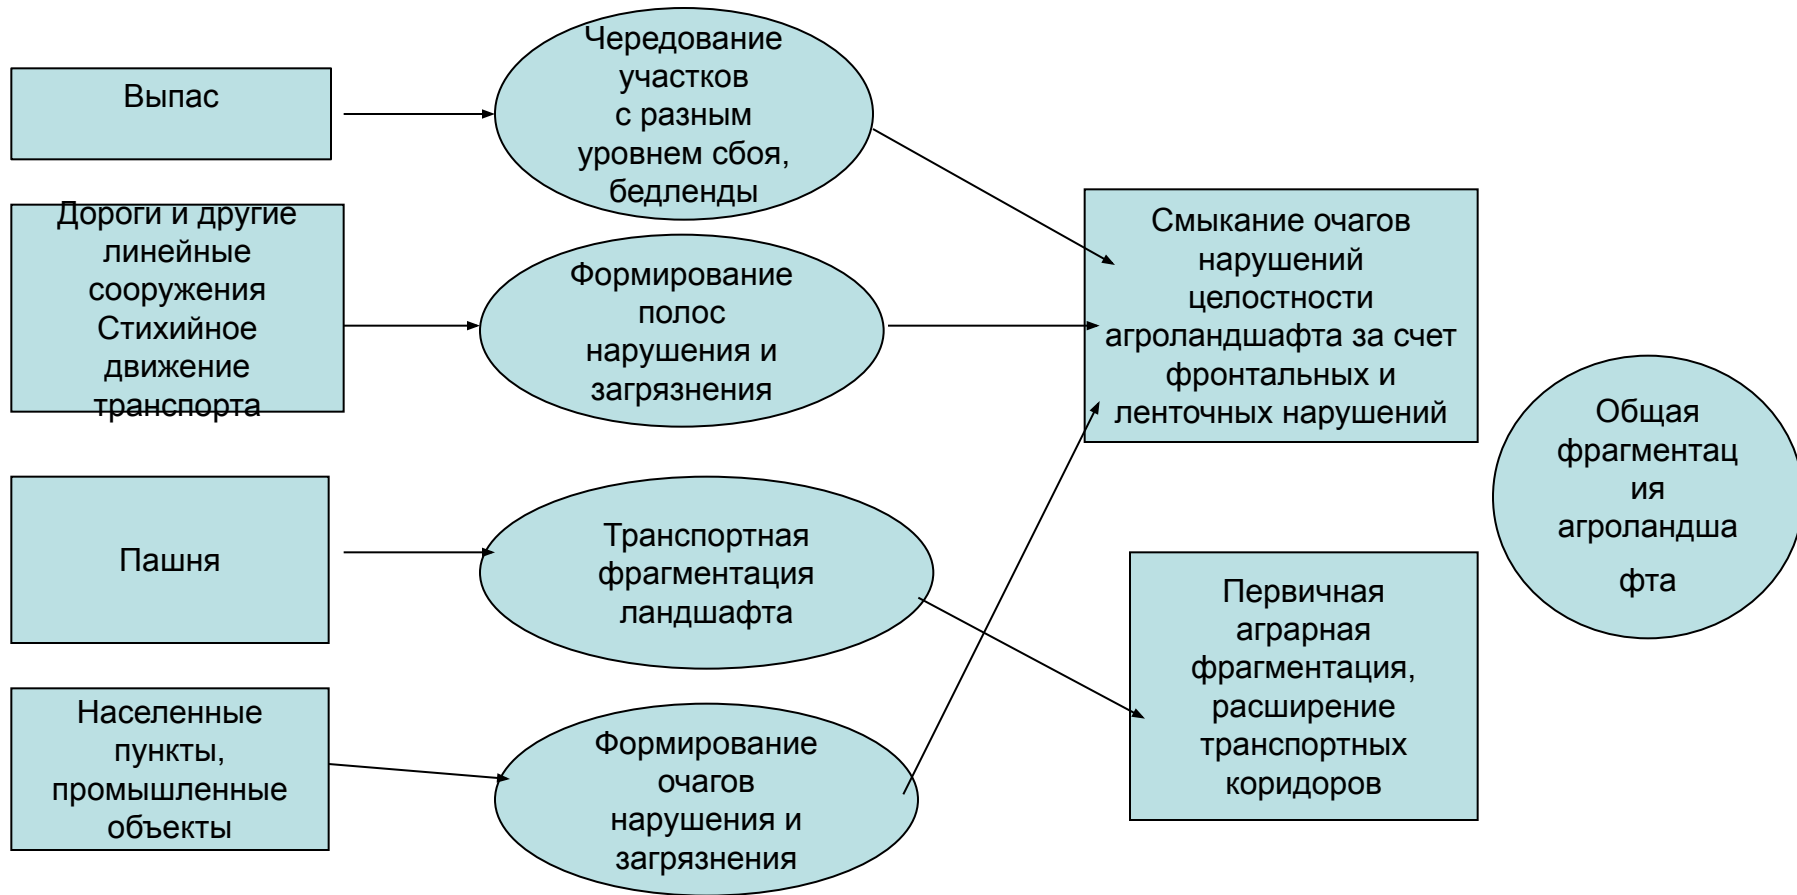 Выпас
Чередование
участков
с разным
уровнем сбоя,
бедленды
Дороги и другие
линейные
сооружения
Стихийное
движение
транспорта
Формирование
полос
нарушения и
загрязнения
Смыкание очагов
нарушений
целостности
агроландшафта за счет
фронтальных и
ленточных нарушений
Пашня
Транспортная
фрагментация
ландшафта
Первичная
аграрная
фрагментация,
расширение
транспортных
коридоров
Общая
фрагментац
ия
агроландша
фта
Населенные
пункты,
промышленные
объекты
Формирование
очагов
нарушения и
загрязнения